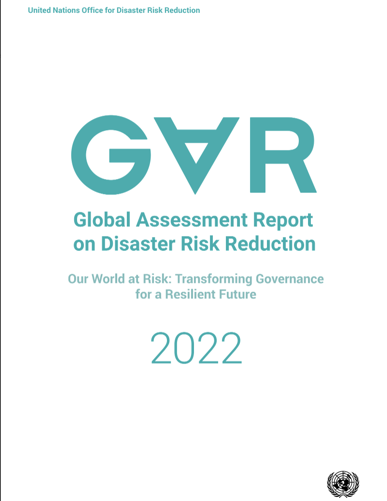 United Nations Office for Disaster Risk Reduction
GAR
Global Assessment Report
on Disaster Risk Reduction
Our World at Risk: Transforming Governance
for a Resilient Future
2022